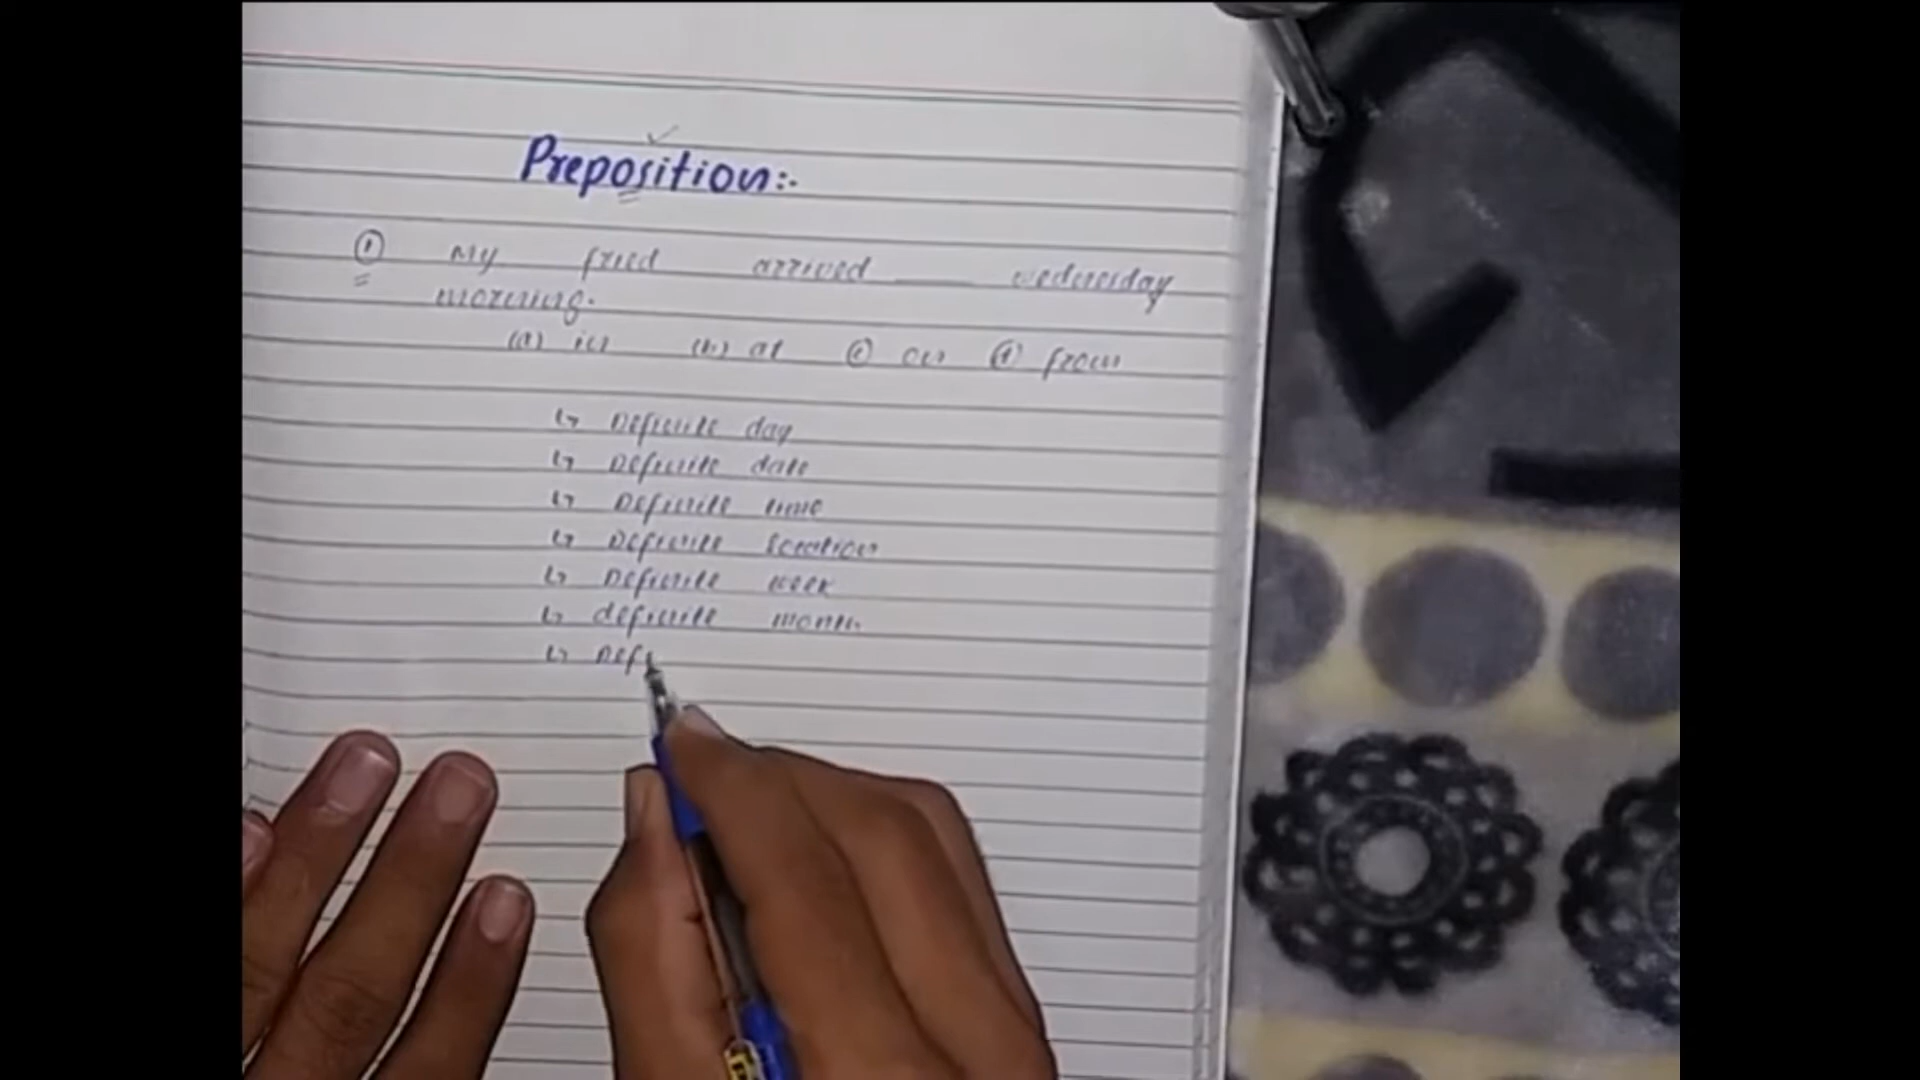 Preposition:-
① My fried arrived ____ wednesday
morning.
(a) in (b) at (c) on (d) from
↳ Definite day
↳ Definite date
↳ Definite time
↳ Definite location
↳ Definite week
↳ definite month
↳ Defi